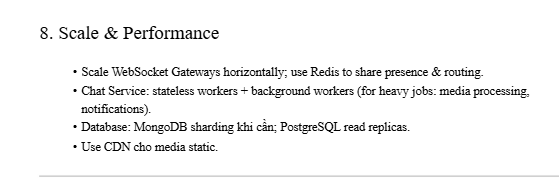 8. Scale & Performance
• Scale WebSocket Gateways horizontally; use Redis to share presence & routing.
• Chat Service: stateless workers + background workers (for heavy jobs: media processing,
notifications).
• Database: MongoDB sharding khi cần; PostgreSQL read replicas.
• Use CDN cho media static.